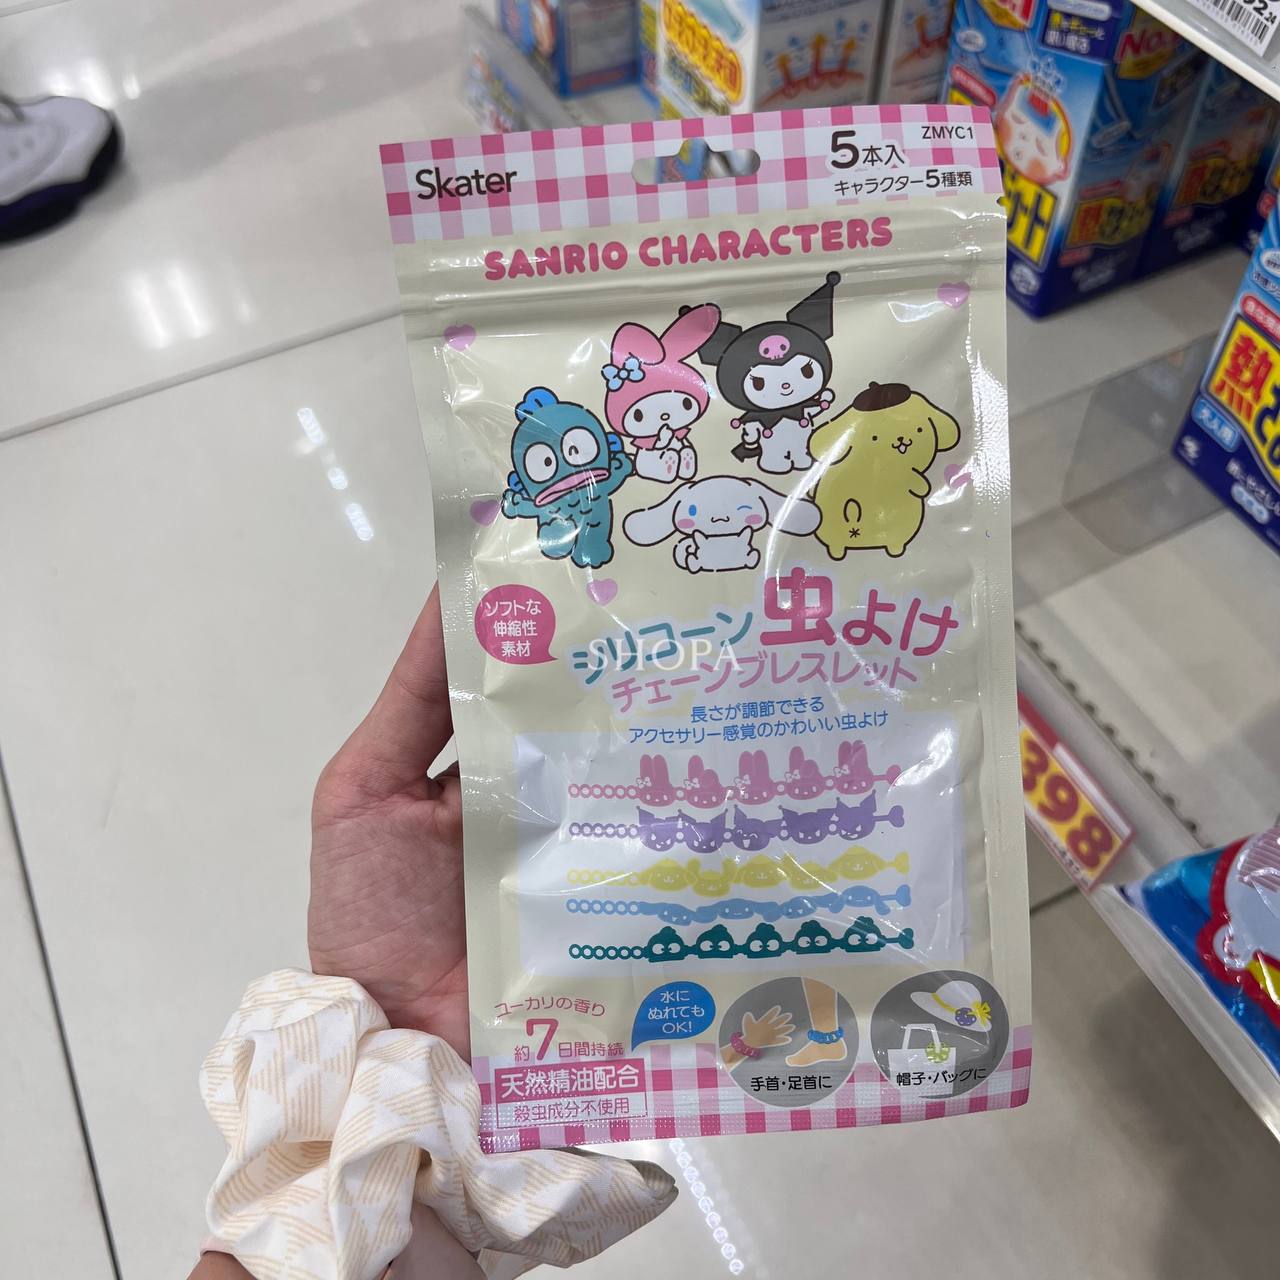 Skater
5本入
ZMYC1
キャラクター5種類
SANRIO CHARACTERS
ソフトな
伸縮性
素材
シリコーン虫よけ
チェーンブレスレット
SHOPA
長さが調節できる
アクセサリー感覚のかわいい虫よけ
ユーカリの香り
約7日間持続
天然精油配合
殺虫成分不使用
水に
ぬれても
OK!
手首・足首に
帽子・バッグに
398
熱
大人用